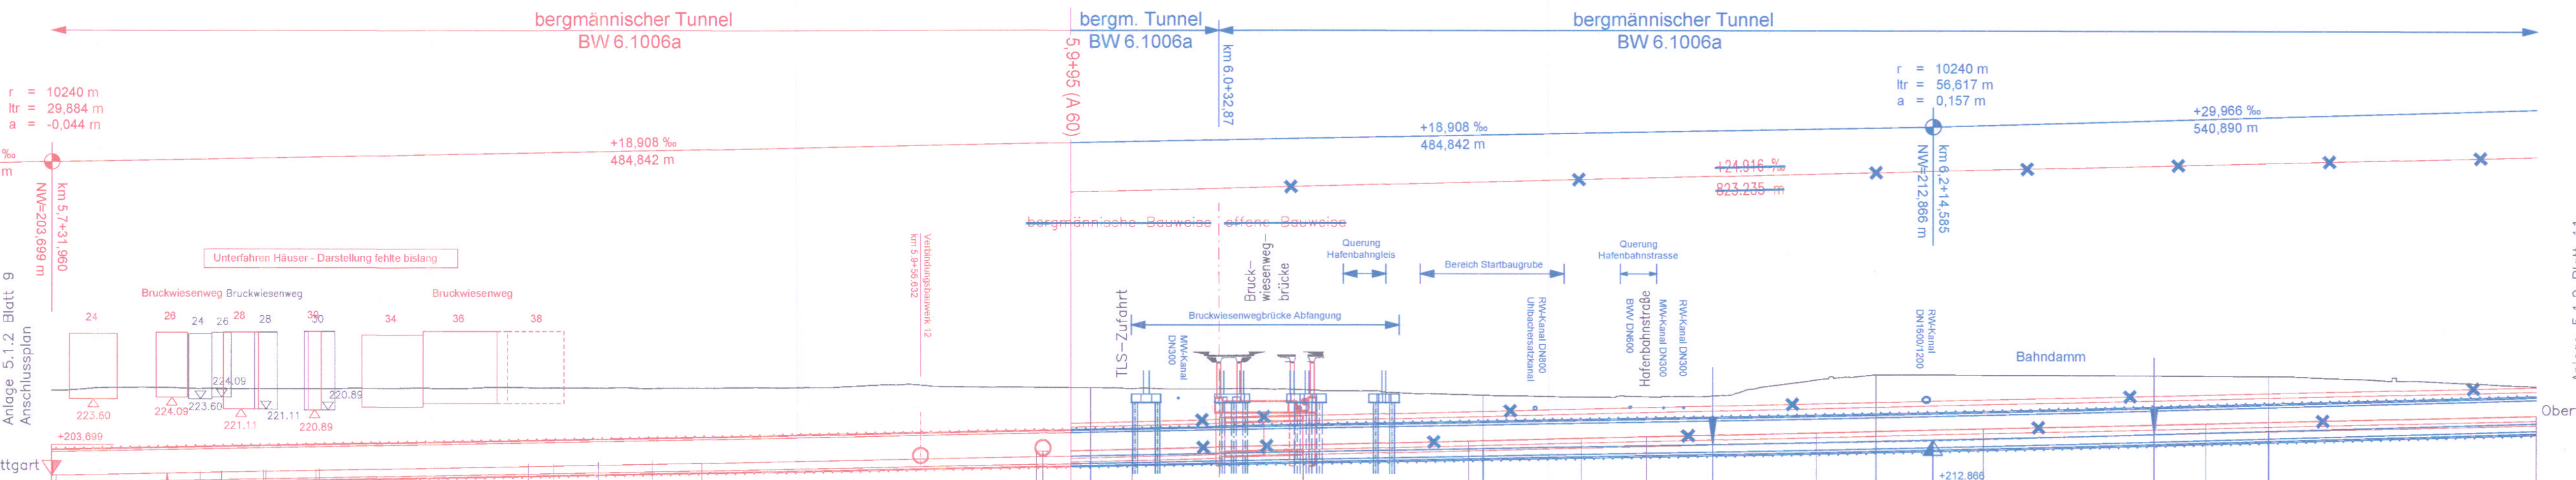 bergmännischer Tunnel
BW 6.1006a
bergm. Tunnel
BW 6.1006a
bergmännischer Tunnel
BW 6.1006a
5,9+95 (A 60)
km 6.0+32,87
r = 10240 m
ltr = 29,884 m
a = -0,044 m
r = 10240 m
ltr = 56,617 m
a = 0,157 m
‰
m
+18,908 ‰
484,842 m
+18,908 ‰
484,842 m
+29,966 ‰
540,890 m
+24.916 ‰
823.235 m
km 5,7+31,960
NW=203,699 m
km 6,2+14,585
NW=212,866 m
bergmännische Bauweise
offene Bauweise
Unterfahren Häuser - Darstellung fehlte bislang
Verbindungsbauwerk 12
km 5.9+56,632
Bruck-
wiesenweg-
brücke
Querung
Hafenbahngleis
Bereich Startbaugrube
Querung
Hafenbahnstrasse
Anlage 5.1.2 Blatt 9
Anschlussplan
Bruckwiesenweg
Bruckwiesenweg
Bruckwiesenweg
24
26
24
26
28
28
30
30
34
36
38
TLS-Zufahrt
Bruckwiesenwegbrücke Abfangung
MW-Kanal
DN300
RW-Kanal DN800
Uhlbachersatzkanal
BWV DN600
Hafenbahnstraße
MW-Kanal DN300
RW-Kanal DN300
RW-Kanal
DN1600/1200
Bahndamm
223.60
224.09
223.60
224.09
221.11
221.11
220.89
220.89
+203.699
ttgart
+212.866
Ober